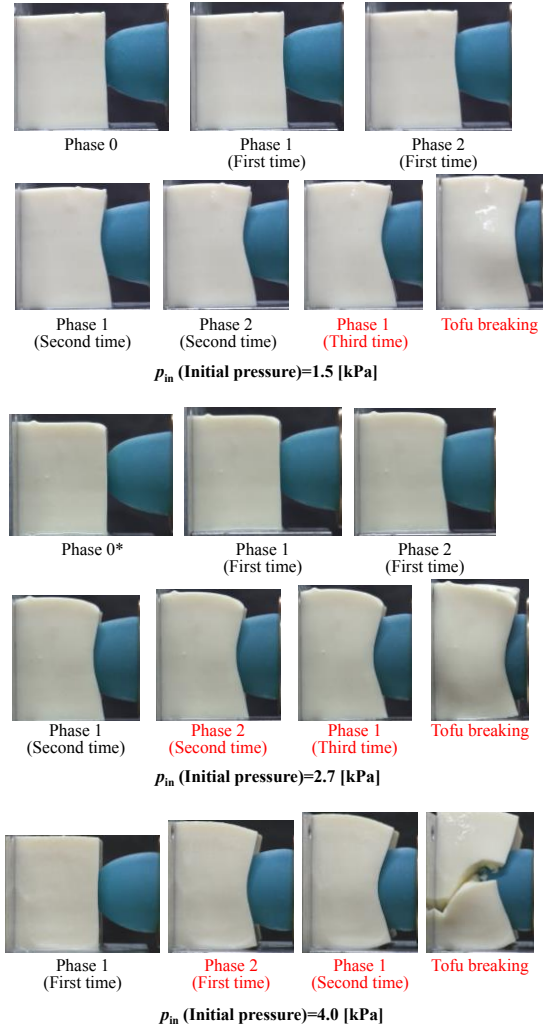 Phase 0
Phase 1
(First time)
Phase 2
(First time)
Phase 1
(Second time)
Phase 2
(Second time)
Phase 1
(Third time)
Tofu breaking
p_in (Initial pressure)=1.5 [kPa]
Phase 0*
Phase 1
(First time)
Phase 2
(First time)
Phase 1
(Second time)
Phase 2
(Second time)
Phase 1
(Third time)
Tofu breaking
p_in (Initial pressure)=2.7 [kPa]
Phase 1
(First time)
Phase 2
(First time)
Phase 1
(Second time)
Tofu breaking
p_in (Initial pressure)=4.0 [kPa]